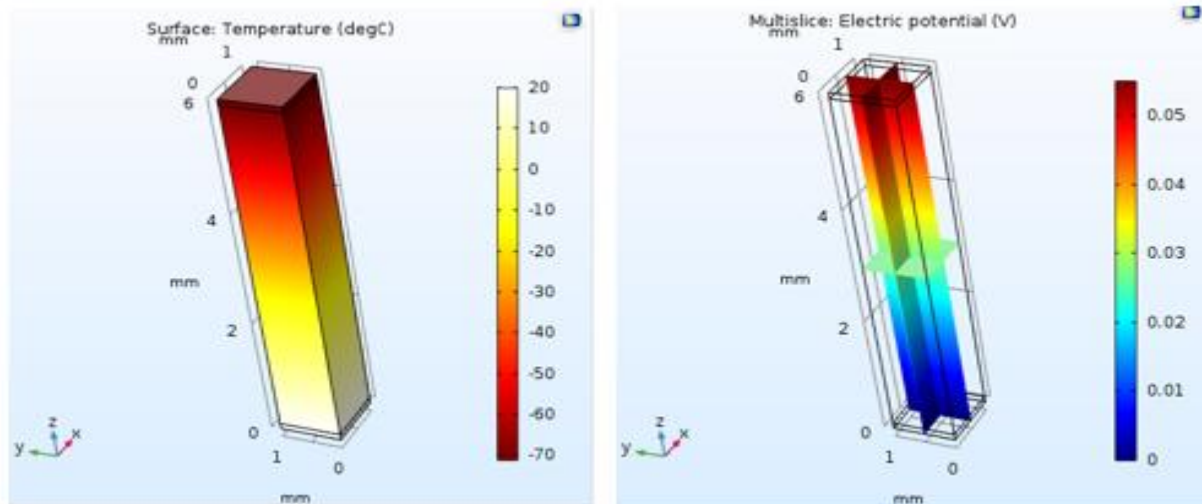 Surface: Temperature (degC)
mm
1
0
6
4
mm
2
0
1
0
mm
z
y
x
20
10
0
-10
-20
-30
-40
-50
-60
-70
Multislice: Electric potential (V)
mm
1
0
6
4
mm
2
0
1
0
mm
z
y
x
0.05
0.04
0.03
0.02
0.01
0